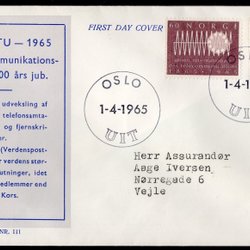 FIRST DAY COVER
TU — 1965
mmunikations-
00 års jub.
udveksling af
telefonsamta-
og fjernskri-
(Verdenspost-
verdens stør-
utninger, idet
edlemmer end
Kors.
NR. 111
60 NORGE
OSLO
1-4-1965
UIT
1-4-1
Herr Assurandør
Aage Iversen
Nørregade 6
Vejle